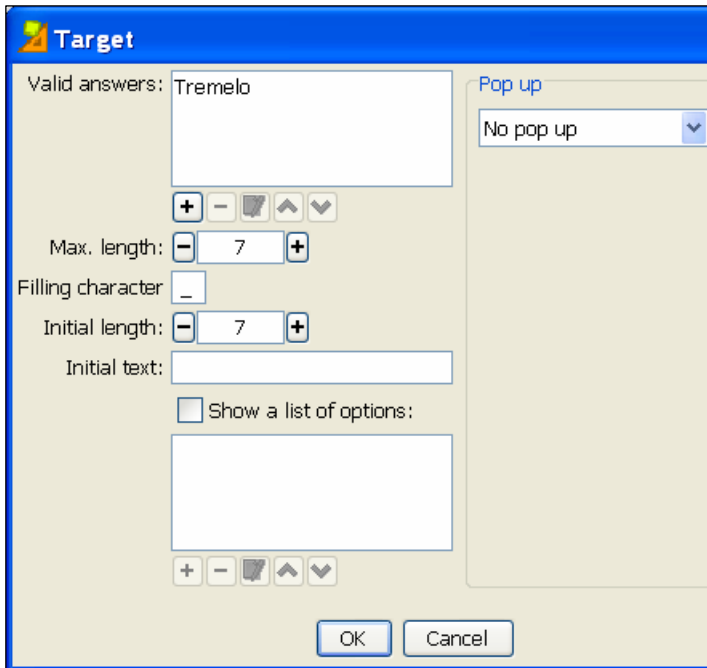 Target
Valid answers:
Tremelo
Pop up
No pop up
+ −
Max. length: − 7 +
Filling character _
Initial length: − 7 +
Initial text:
Show a list of options:
+ −
OK Cancel